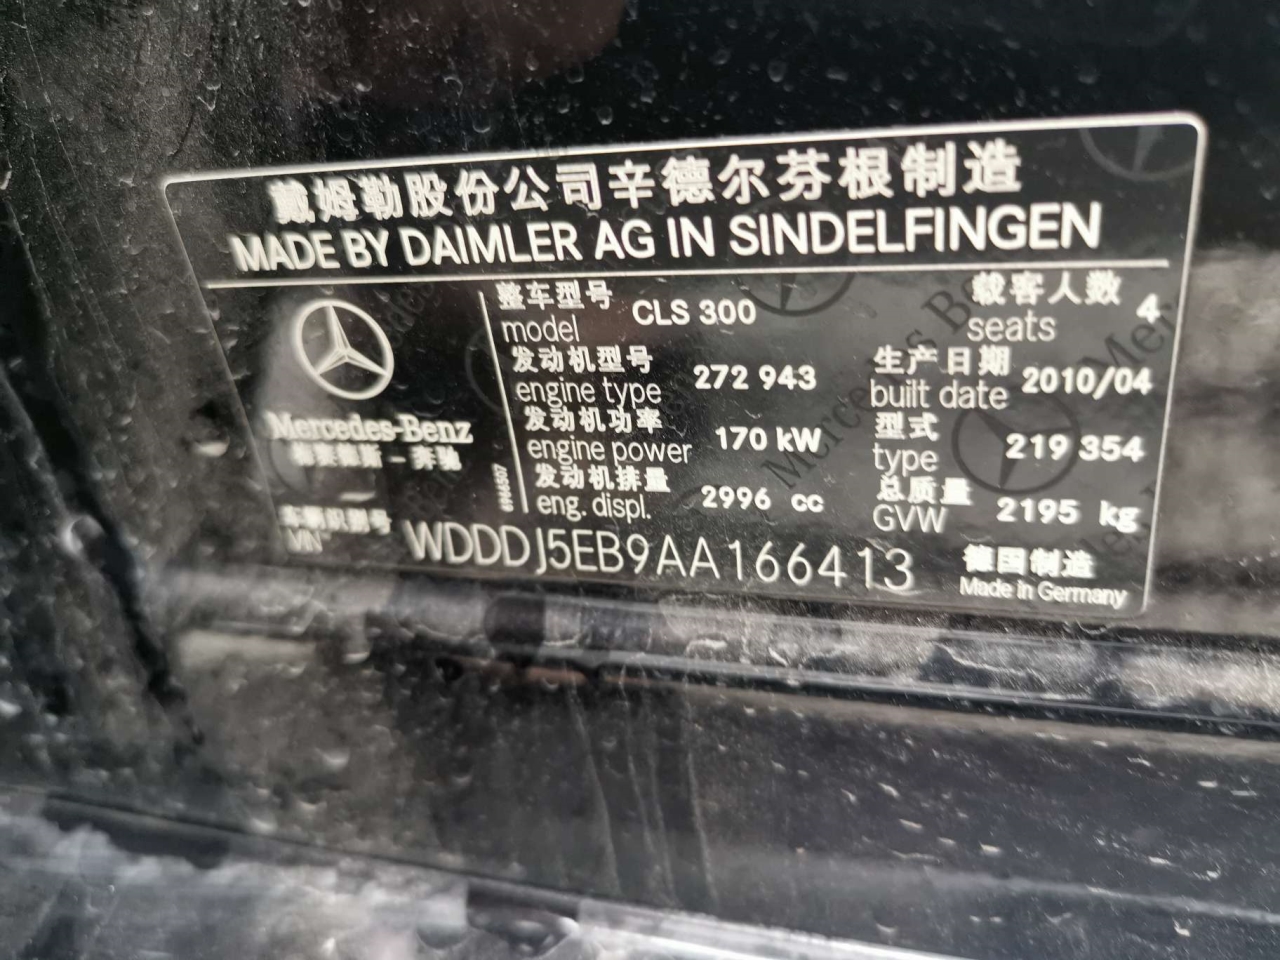 戴姆勒股份公司辛德尔芬根制造
MADE BY DAIMLER AG IN SINDELFINGEN
Mercedes-Benz
梅赛德斯－奔驰
整车型号
model
CLS 300
载客人数
seats
4
发动机型号
engine type
272 943
生产日期
built date
2010/04
发动机功率
engine power
170 kW
型式
type
219 354
发动机排量
eng. displ.
2996 cc
总质量
GVW
2195 kg
车辆识别号
VIN
WDDDJ5EB9AA166413
德国制造
Made in Germany